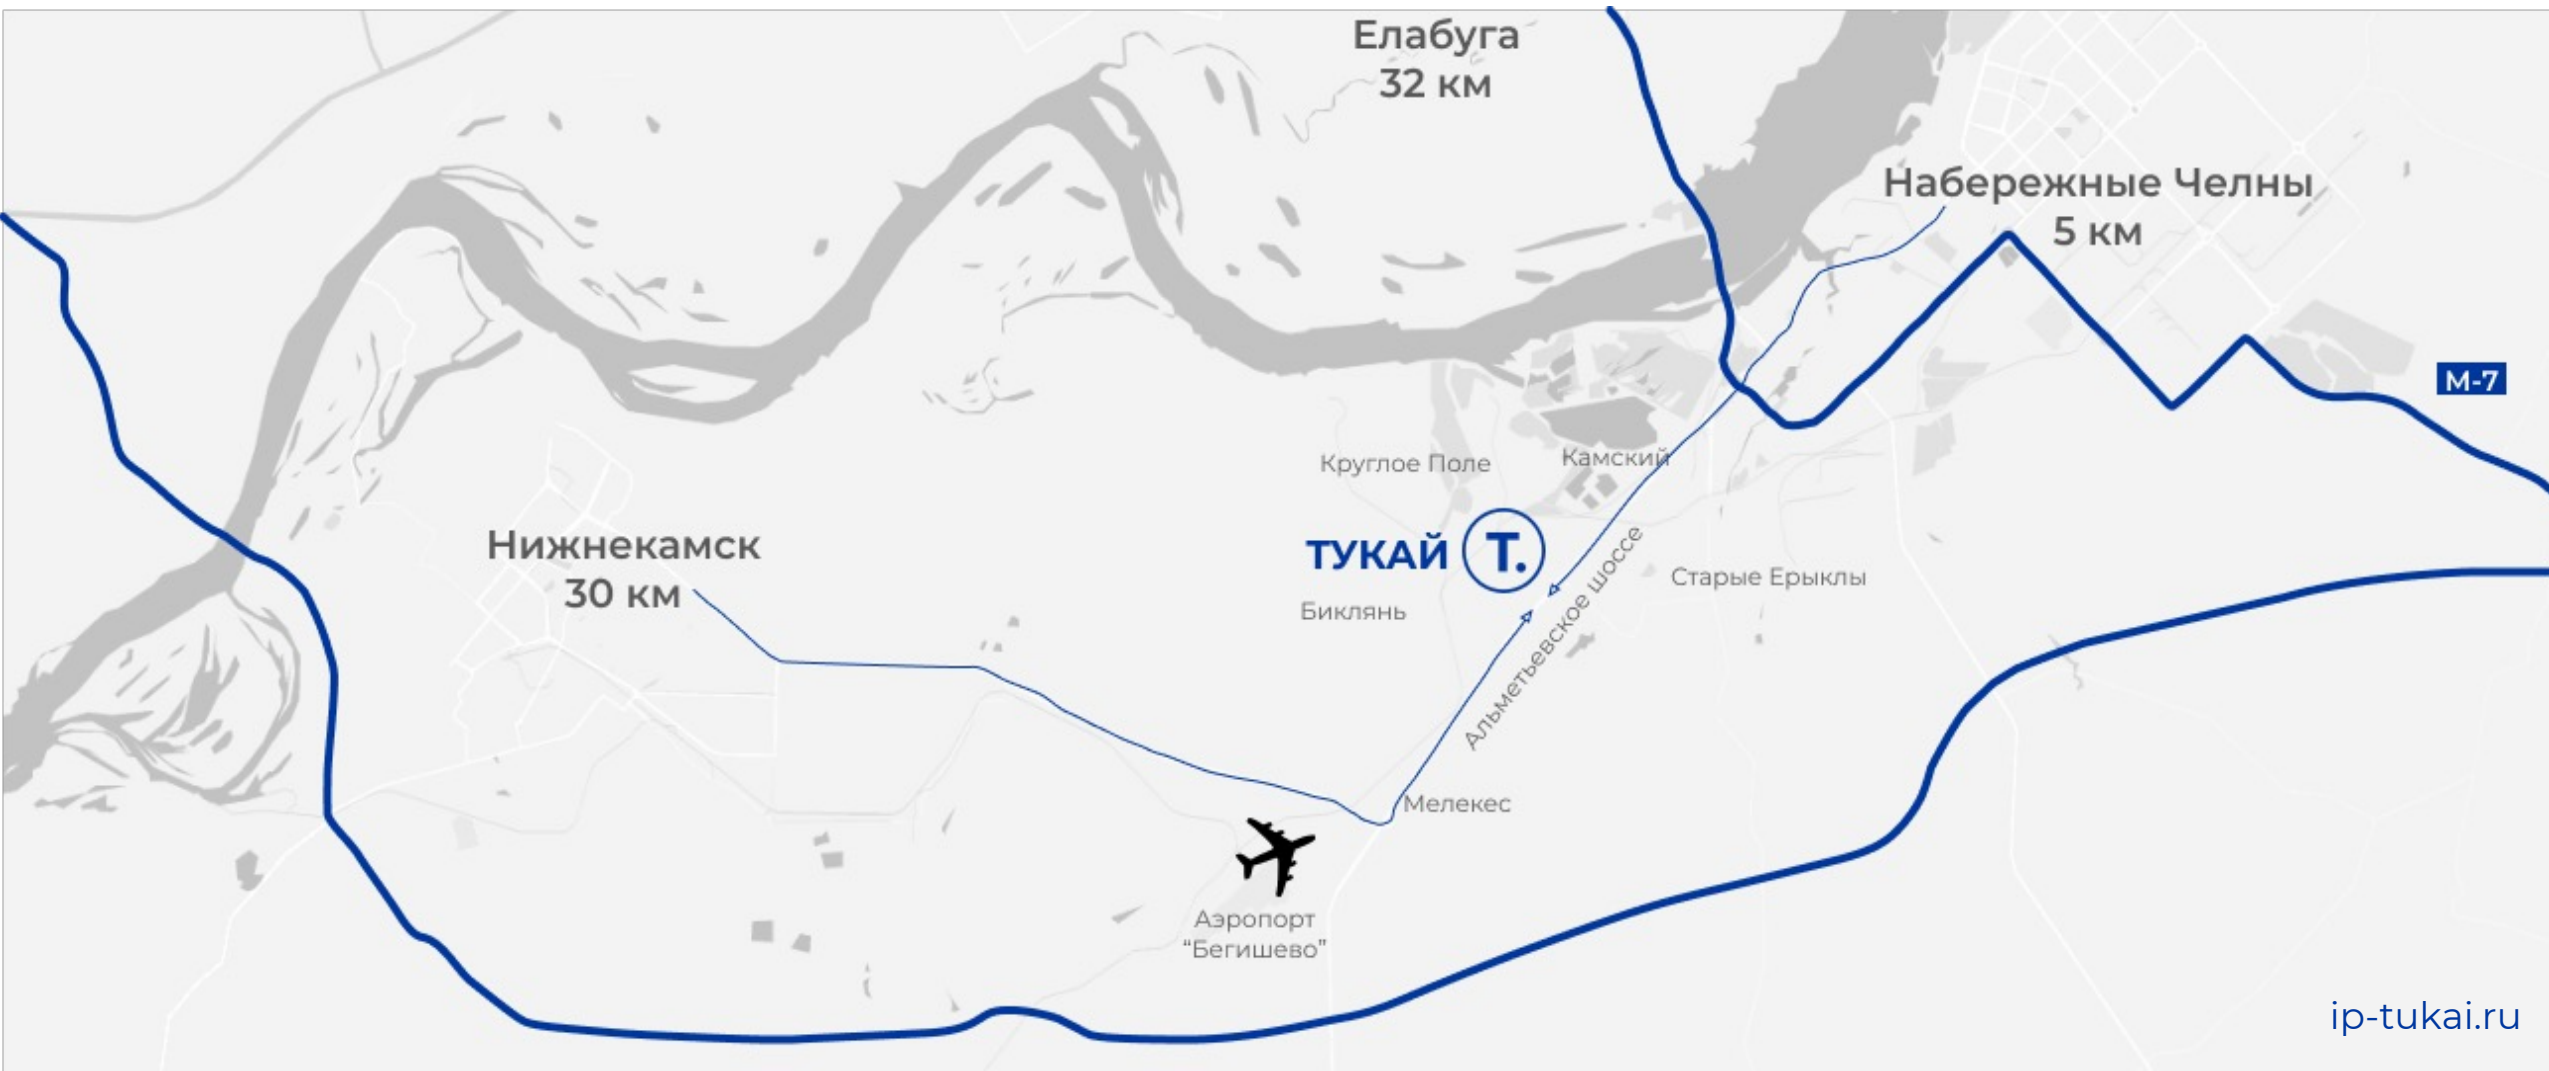 Елабуга
32 км
Набережные Челны
5 км
М-7
Круглое Поле
Камский
Нижнекамск
30 км
ТУКАЙ
Т.
Старые Ерыклы
Биклянь
Альметьевское шоссе
Мелекес
Аэропорт
“Бегишево”
ip-tukai.ru